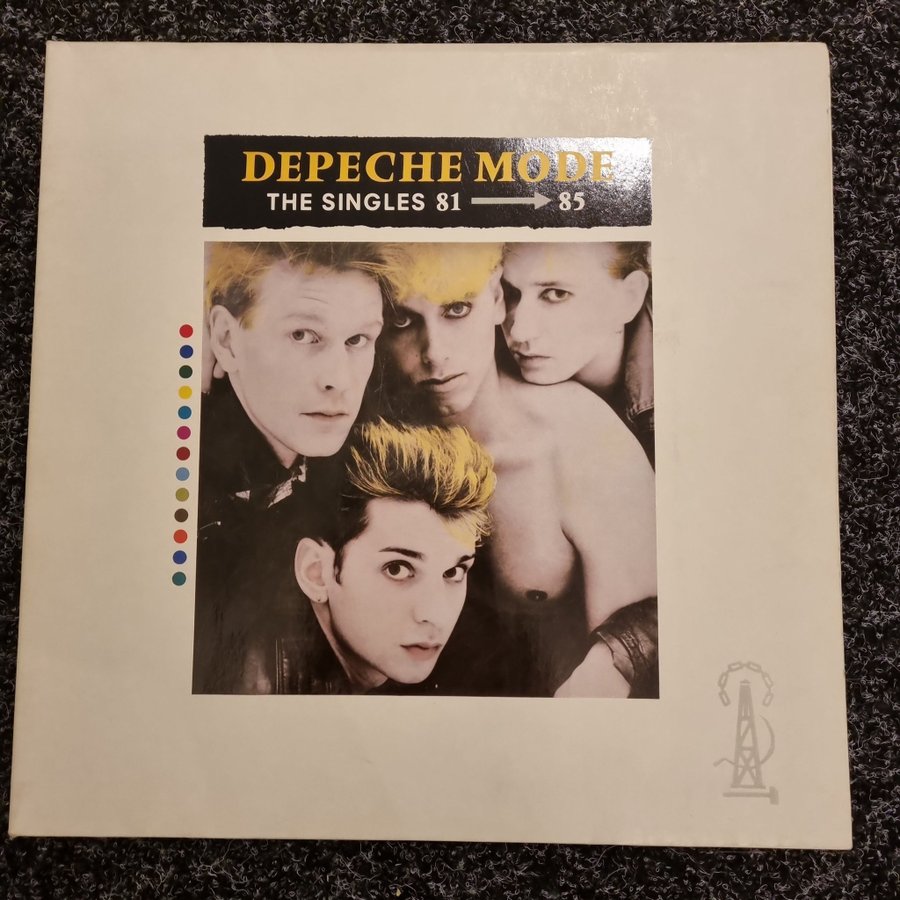 DEPECHE MODE
THE SINGLES 81 → 85